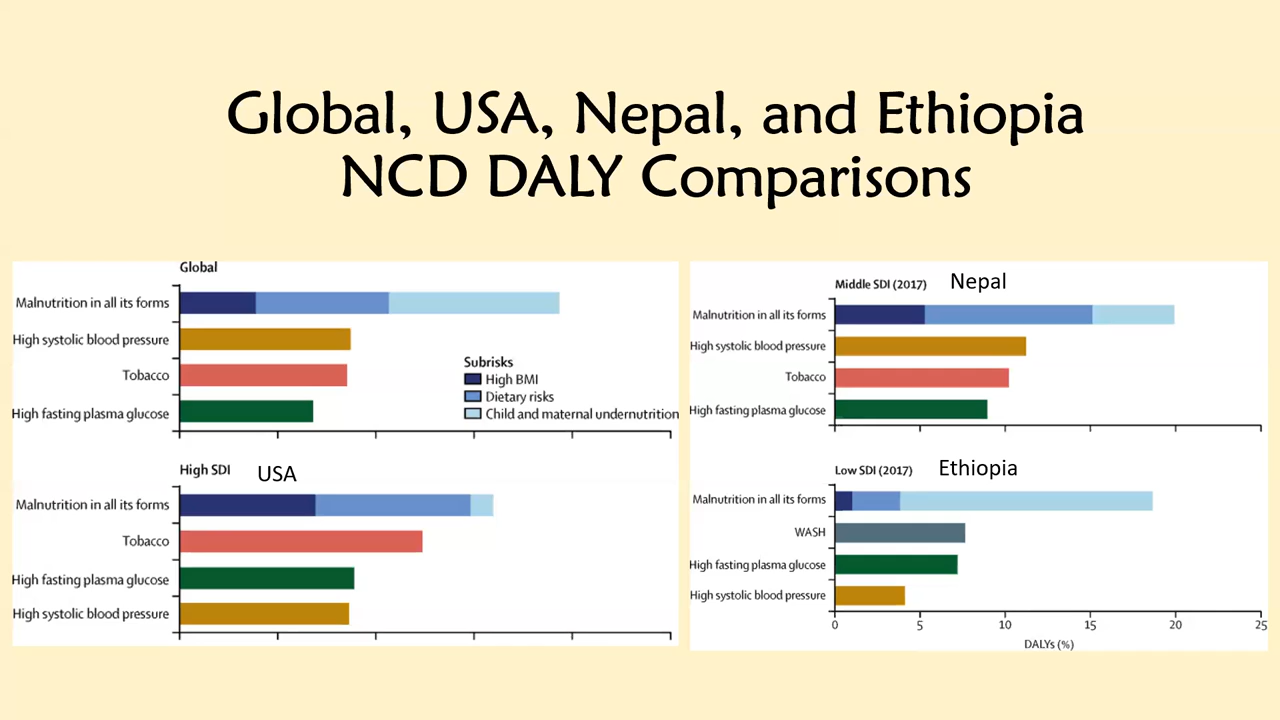 Global, USA, Nepal, and Ethiopia
NCD DALY Comparisons
Global
Malnutrition in all its forms
High systolic blood pressure
Tobacco
High fasting plasma glucose
Subrisks
High BMI
Dietary risks
Child and maternal undernutrition
High SDI USA
Malnutrition in all its forms
Tobacco
High fasting plasma glucose
High systolic blood pressure
Middle SDI (2017) Nepal
Malnutrition in all its forms
High systolic blood pressure
Tobacco
High fasting plasma glucose
Low SDI (2017) Ethiopia
Malnutrition in all its forms
WASH
High fasting plasma glucose
High systolic blood pressure
0 5 10 15 20 25
DALYs (%)